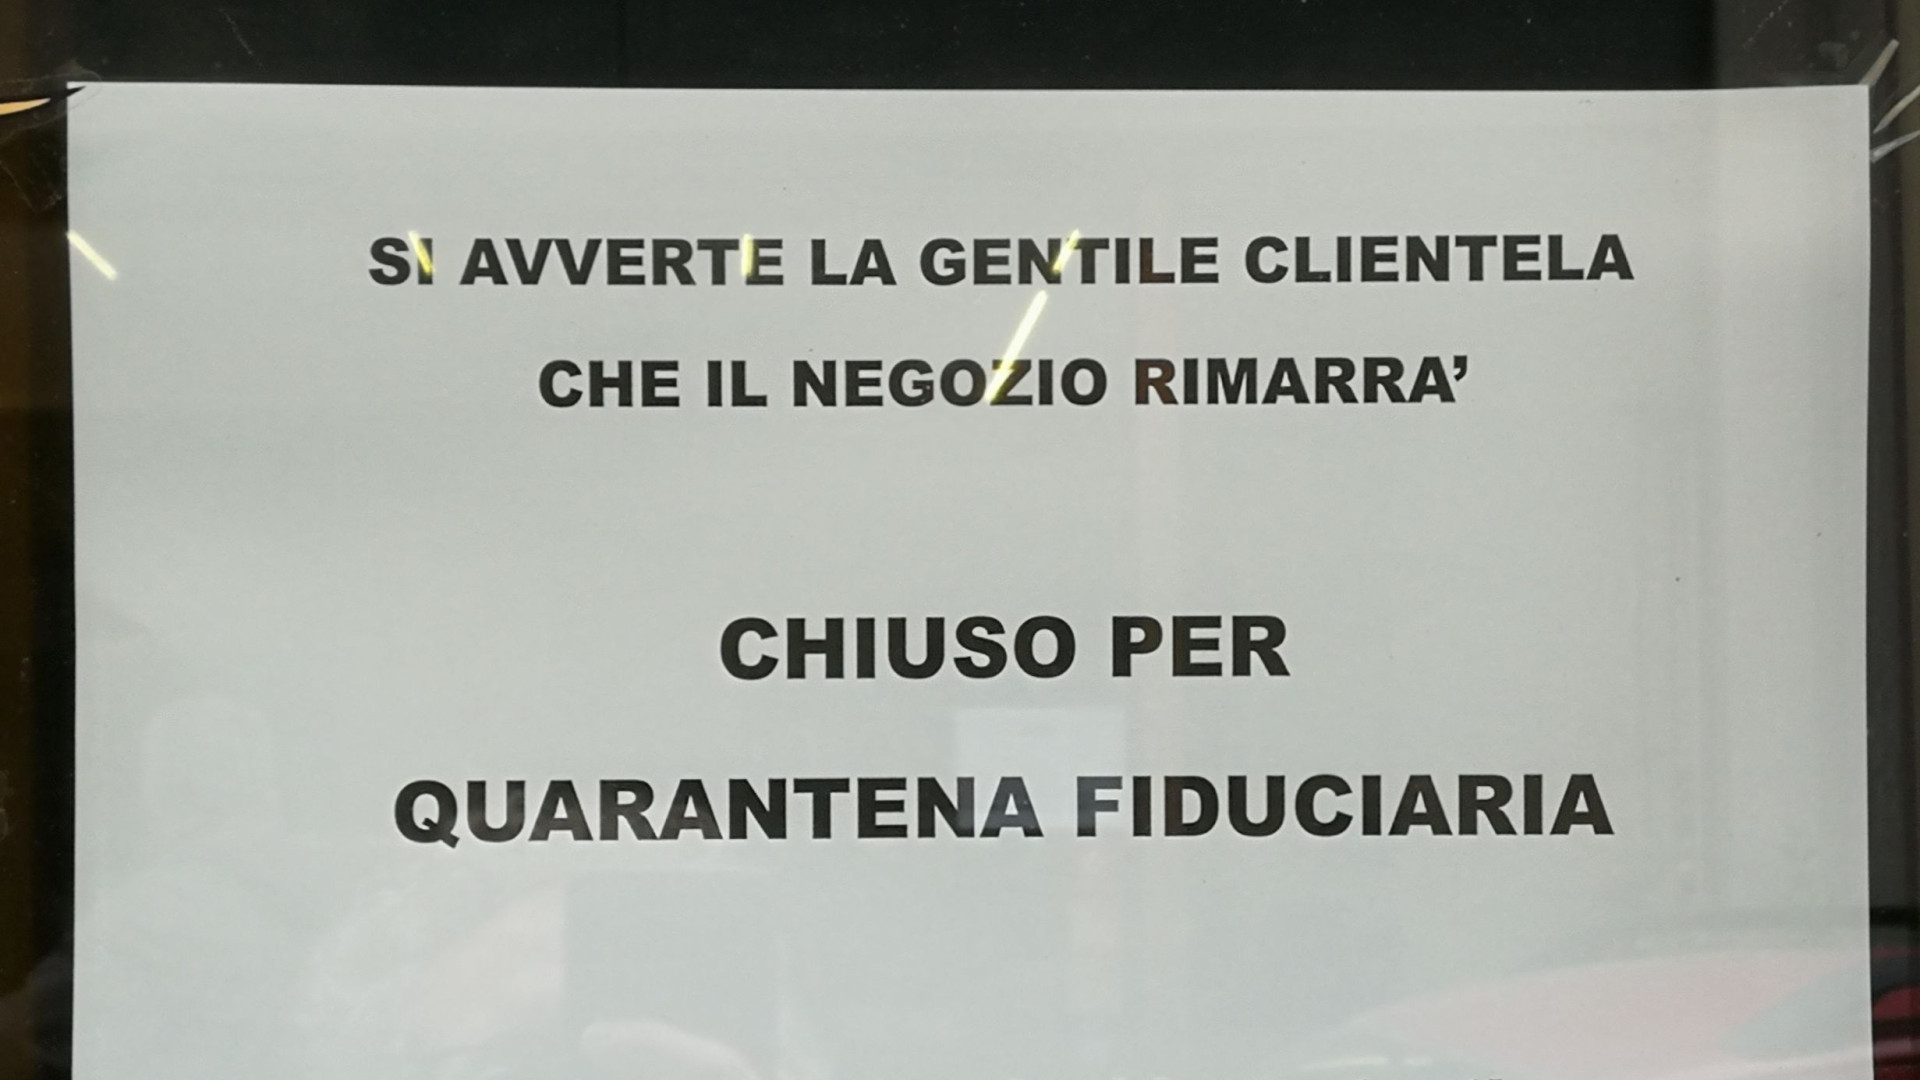 SI AVVERTE LA GENTILE CLIENTELA
CHE IL NEGOZIO RIMARRA’
CHIUSO PER
QUARANTENA FIDUCIARIA